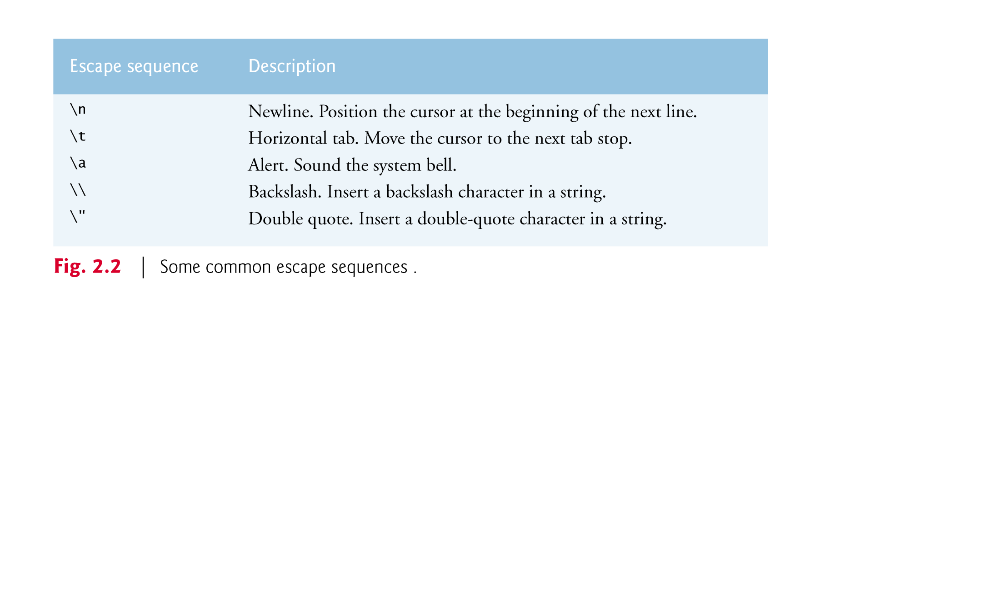 Escape sequence Description
\n Newline. Position the cursor at the beginning of the next line.
\t Horizontal tab. Move the cursor to the next tab stop.
\a Alert. Sound the system bell.
\\ Backslash. Insert a backslash character in a string.
\" Double quote. Insert a double-quote character in a string.
Fig. 2.2 | Some common escape sequences .